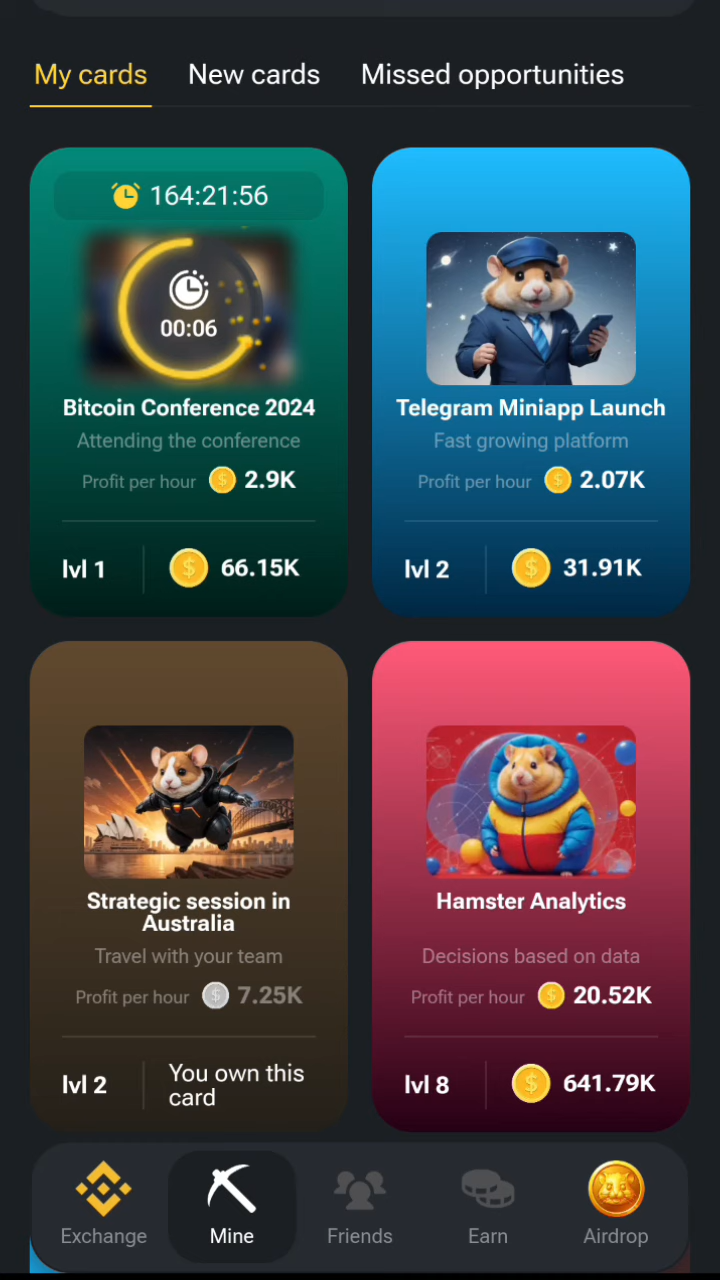 My cards New cards Missed opportunities
164:21:56
00:06
Bitcoin Conference 2024
Attending the conference
Profit per hour 2.9K
lvl 1 66.15K
Telegram Miniapp Launch
Fast growing platform
Profit per hour 2.07K
lvl 2 31.91K
Strategic session in
Australia
Travel with your team
Profit per hour 7.25K
lvl 2 You own this
card
Hamster Analytics
Decisions based on data
Profit per hour 20.52K
lvl 8 641.79K
Exchange Mine Friends Earn Airdrop